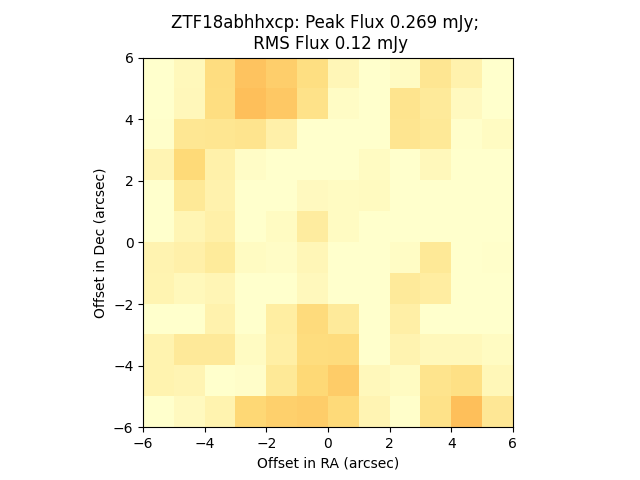 ZTF18abhhxcp: Peak Flux 0.269 mJy;
RMS Flux 0.12 mJy
6
4
2
0
−2
−4
−6
Offset in Dec (arcsec)
−6 −4 −2 0 2 4 6
Offset in RA (arcsec)